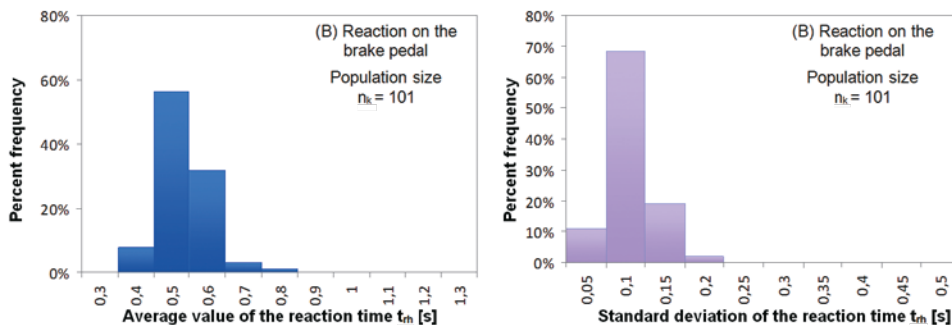 80%
60%
40%
20%
0%
Percent frequency
(B) Reaction on the
brake pedal
Population size
nk = 101
0,3
0,4
0,5
0,6
0,7
0,8
0,9
1
1,1
1,2
1,3
Average value of the reaction time trh [s]
80%
70%
60%
50%
40%
30%
20%
10%
0%
Percent frequency
(B) Reaction on the
brake pedal
Population size
nk = 101
0,05
0,1
0,15
0,2
0,25
0,3
0,35
0,4
0,45
0,5
Standard deviation of the reaction time trh [s]